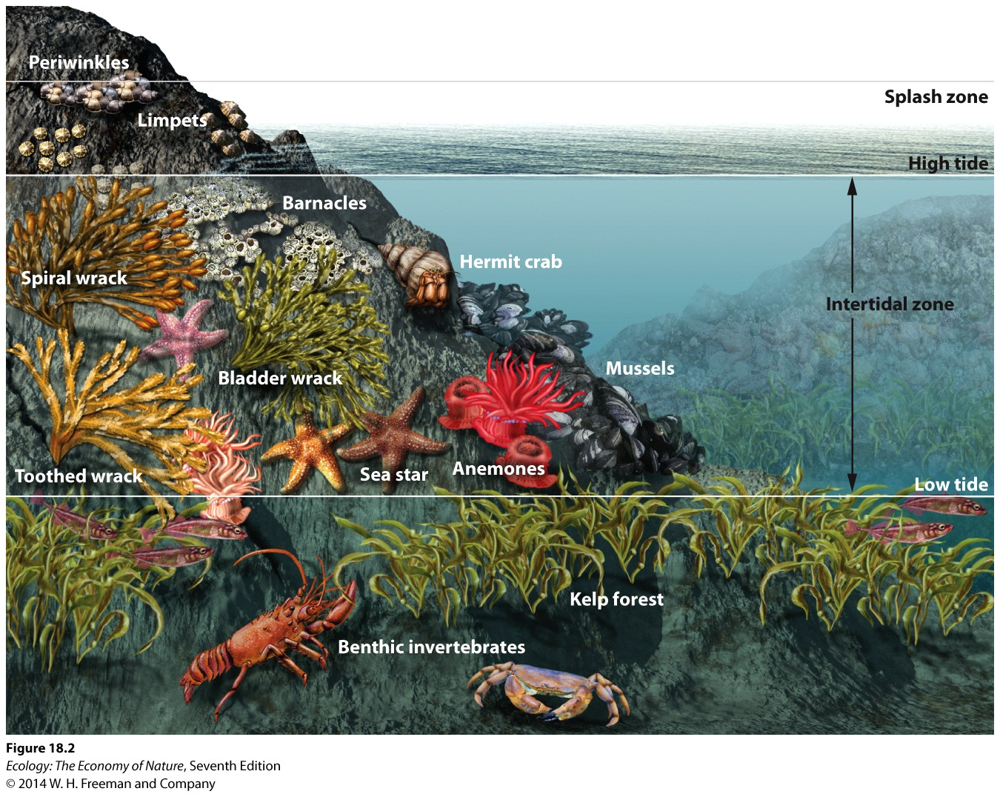 Periwinkles
Splash zone
Limpets
High tide
Barnacles
Hermit crab
Spiral wrack
Intertidal zone
Mussels
Bladder wrack
Anemones
Sea star
Toothed wrack
Low tide
Kelp forest
Benthic invertebrates
Figure 18.2
Ecology: The Economy of Nature, Seventh Edition
© 2014 W. H. Freeman and Company